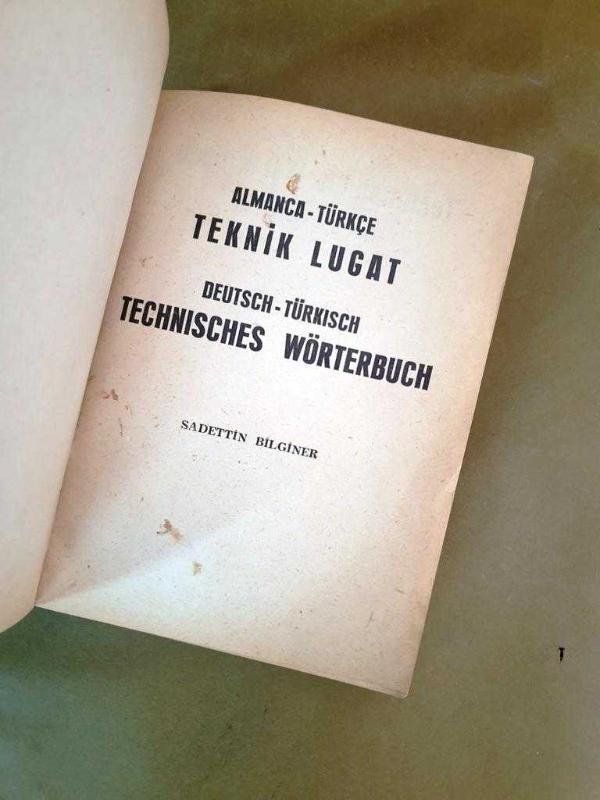 ALMANCA - TÜRKÇE
TEKNİK LUGAT
DEUTSCH - TÜRKISCH
TECHNISCHES WÖRTERBUCH
SADETTİN BİLGİNER